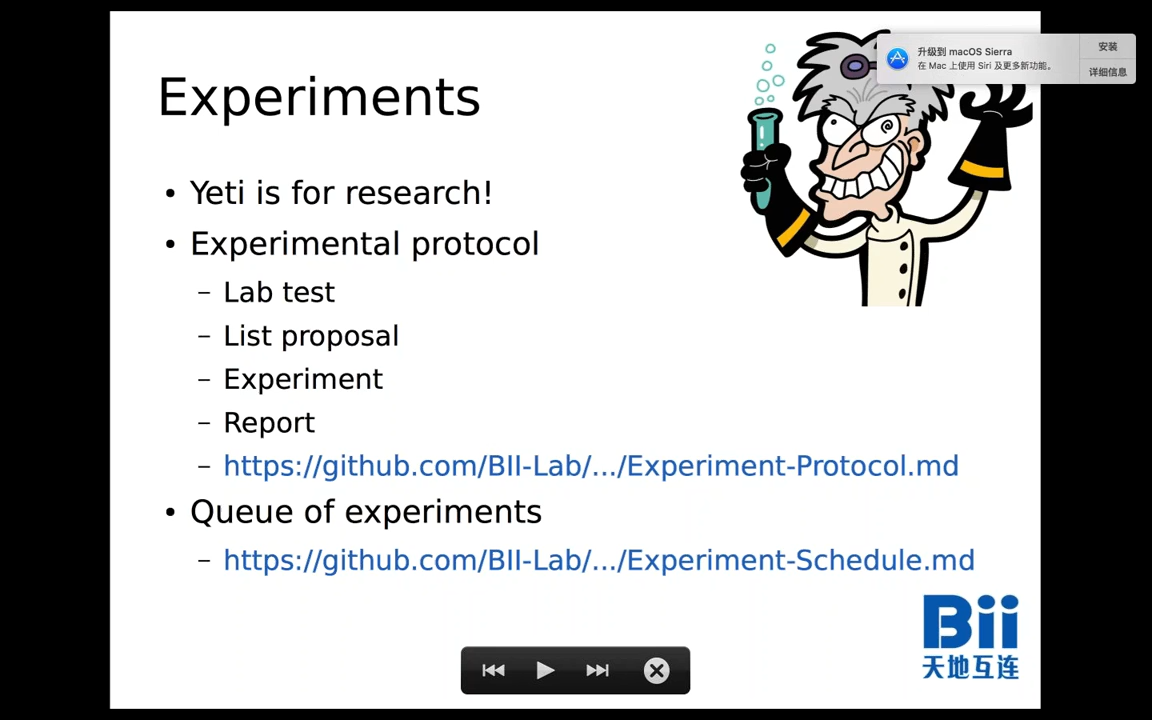 升级到 macOS Sierra
在 Mac 上使用 Siri 及更多新功能。
安装
详细信息
Experiments
• Yeti is for research!
• Experimental protocol
– Lab test
– List proposal
– Experiment
– Report
– https://github.com/BII-Lab/.../Experiment-Protocol.md
• Queue of experiments
– https://github.com/BII-Lab/.../Experiment-Schedule.md
Bii
天地互连